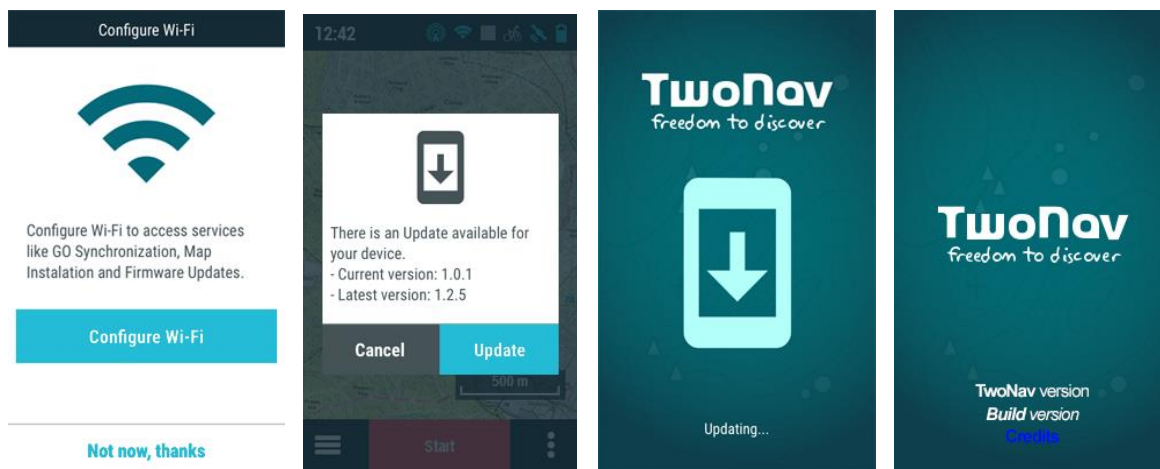 Configure Wi-Fi
Configure Wi-Fi to access services
like GO Synchronization, Map
Instalation and Firmware Updates.
Configure Wi-Fi
Not now, thanks
12:42
There is an Update available for
your device.
- Current version: 1.0.1
- Latest version: 1.2.5
Cancel
Update
500 m
Start
TwoNav
freedom to discover
Updating...
TwoNav
freedom to discover
TwoNav version
Build version
Credits